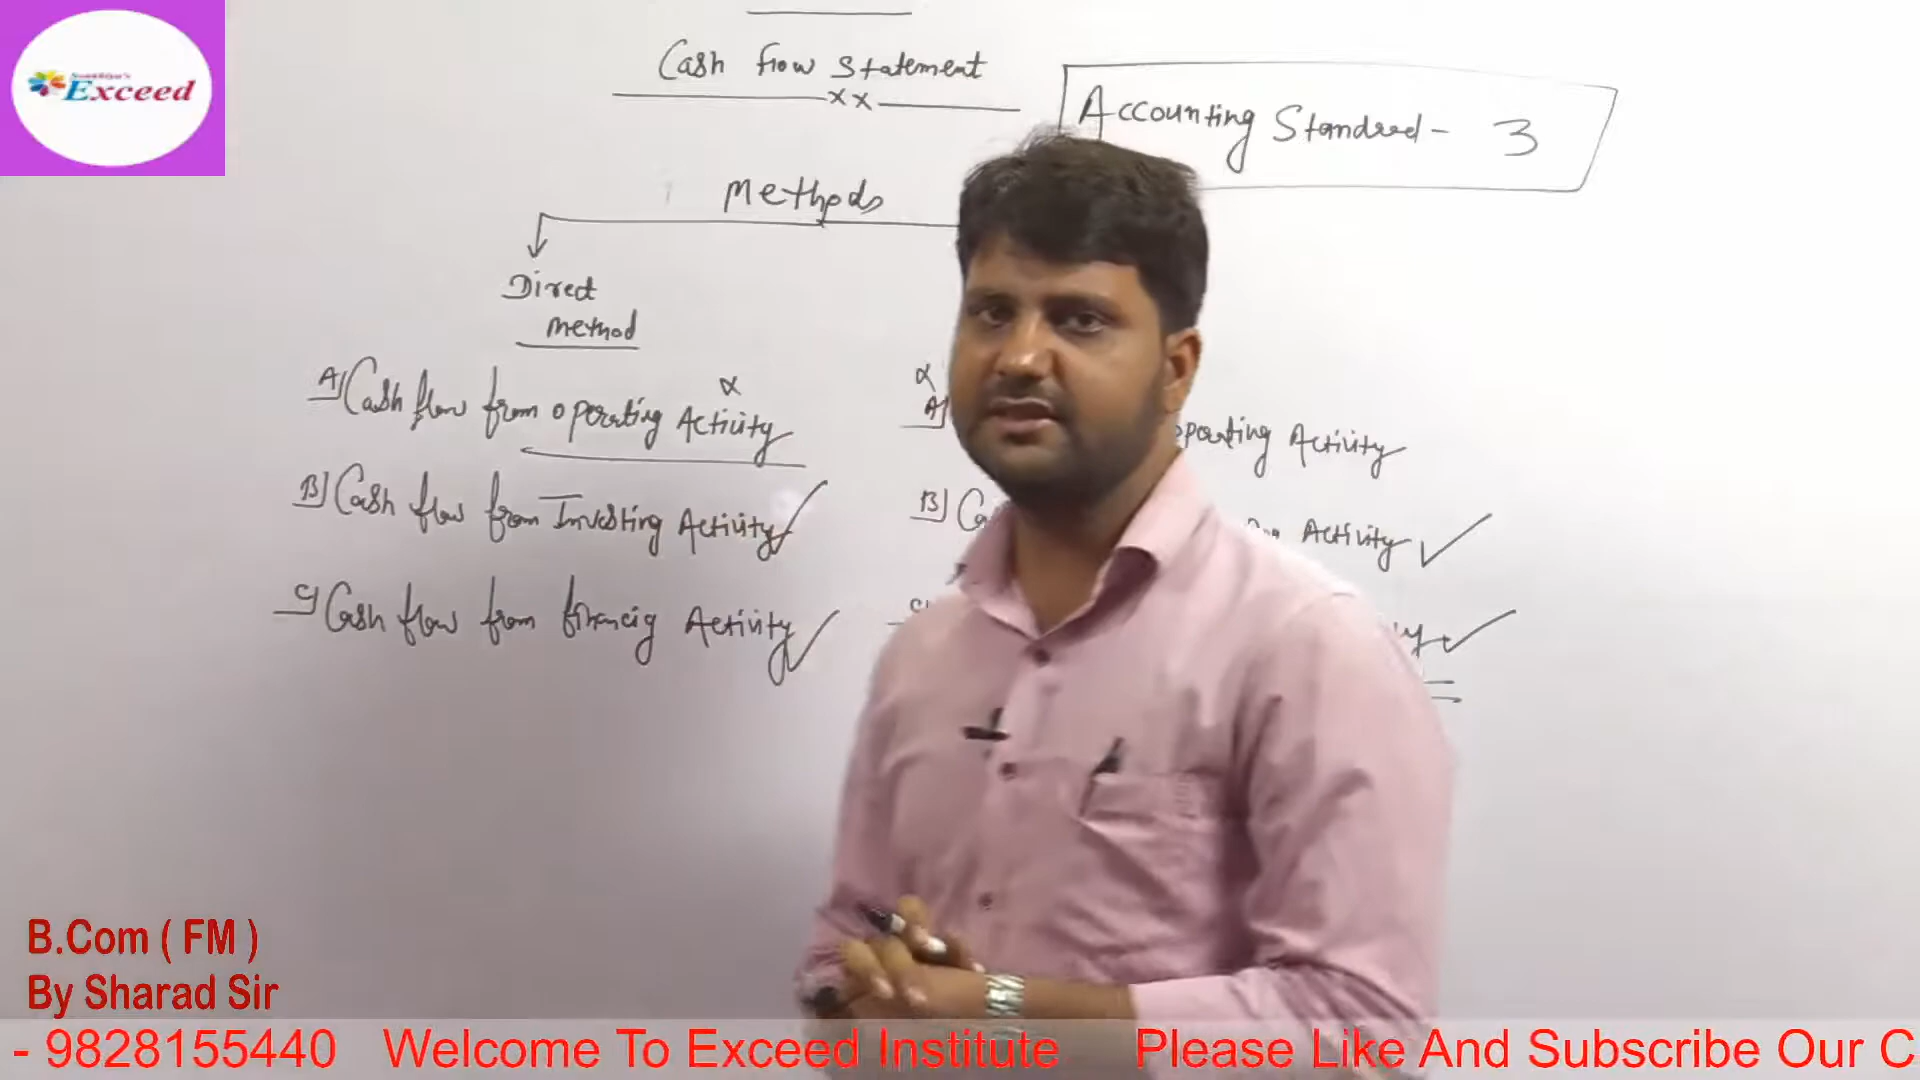 Exceed
Cash flow Statement
xx
Accounting Standred - 3
Methods
Direct
method
A] Cash flow from operating Activity
B] Cash flow from Investing Activity
C] Cash flow from financig Activity
A]
operating Activity
B] Ca
Activity
B.Com ( FM )
By Sharad Sir
- 9828155440 Welcome To Exceed Institute Please Like And Subscribe Our C